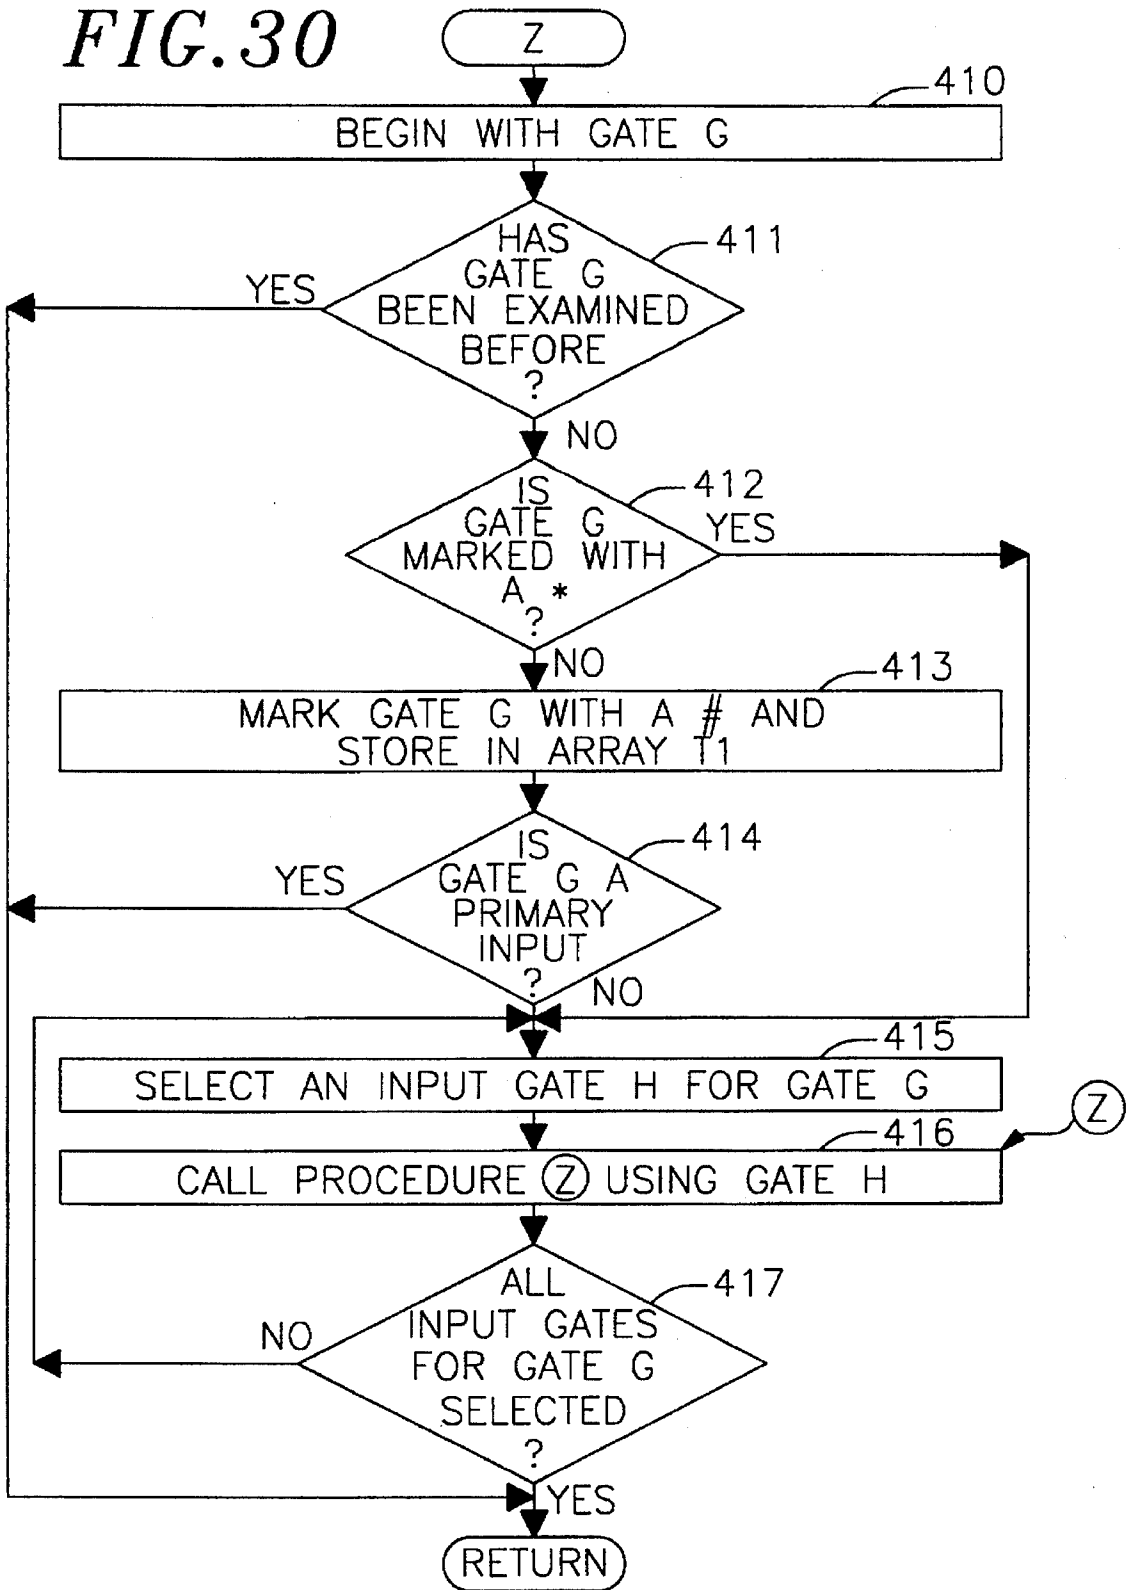 FIG.30
Z
410
BEGIN WITH GATE G
411
HAS
GATE G
BEEN EXAMINED
BEFORE
?
YES
NO
412
IS
GATE G
MARKED WITH
A *
?
YES
NO
413
MARK GATE G WITH A # AND
STORE IN ARRAY T1
414
IS
GATE G A
PRIMARY
INPUT
?
YES
NO
415
SELECT AN INPUT GATE H FOR GATE G
Z
416
CALL PROCEDURE Z USING GATE H
417
ALL
INPUT GATES
FOR GATE G
SELECTED
?
NO
YES
RETURN